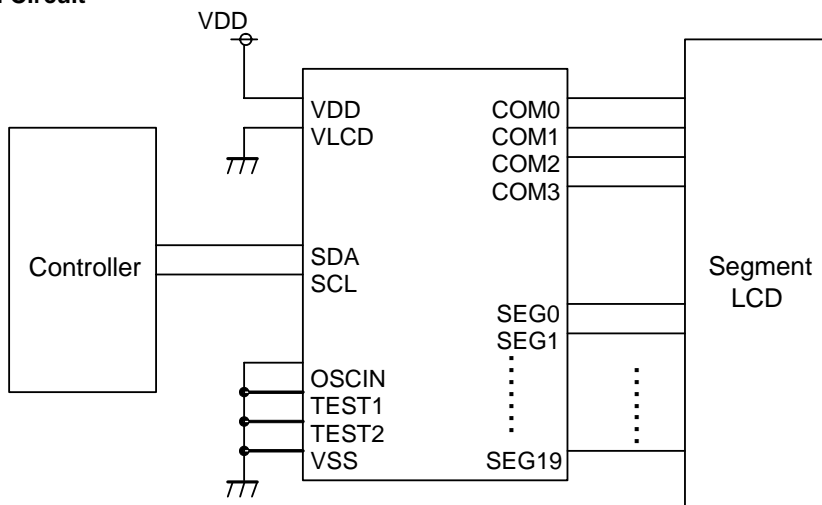 Circuit
VDD
VDD
VLCD
SDA
SCL
OSCIN
TEST1
TEST2
VSS
COM0
COM1
COM2
COM3
SEG0
SEG1
SEG19
Controller
Segment
LCD